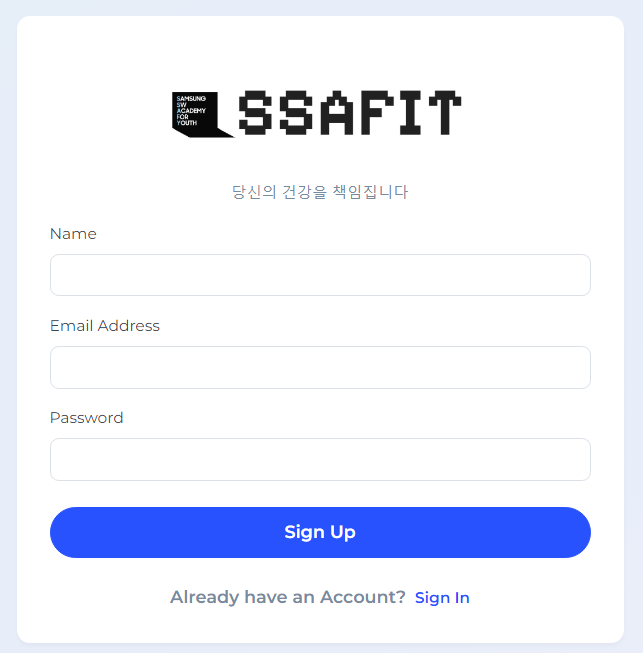 SAMSUNG
SW
ACADEMY
FOR
YOUTH
SSAFIT
당신의 건강을 책임집니다
Name
Email Address
Password
Sign Up
Already have an Account? Sign In